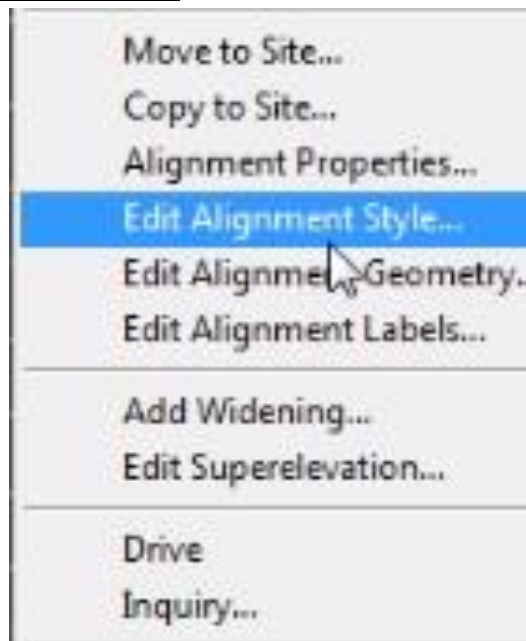 Move to Site...
Copy to Site...
Alignment Properties...
Edit Alignment Style...
Edit Alignment Geometry..
Edit Alignment Labels...
Add Widening...
Edit Superelevation...
Drive
Inquiry...